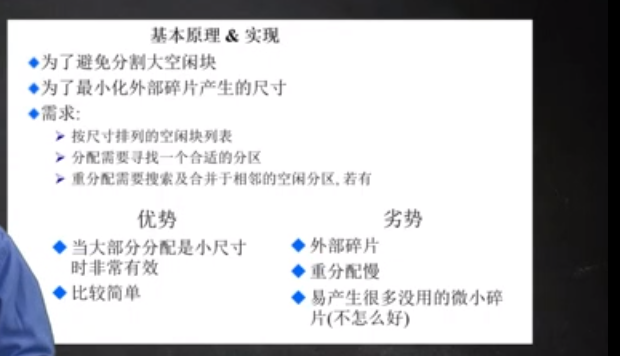 基本原理 & 实现
为了避免分割大空闲块
为了最小化外部碎片产生的尺寸
需求:
按尺寸排列的空闲块列表
分配需要寻找一个合适的分区
重分配需要搜索及合并于相邻的空闲分区, 若有
优势
当大部分分配是小尺寸
时非常有效
比较简单
劣势
外部碎片
重分配慢
易产生很多没用的微小碎
片(不怎么好)